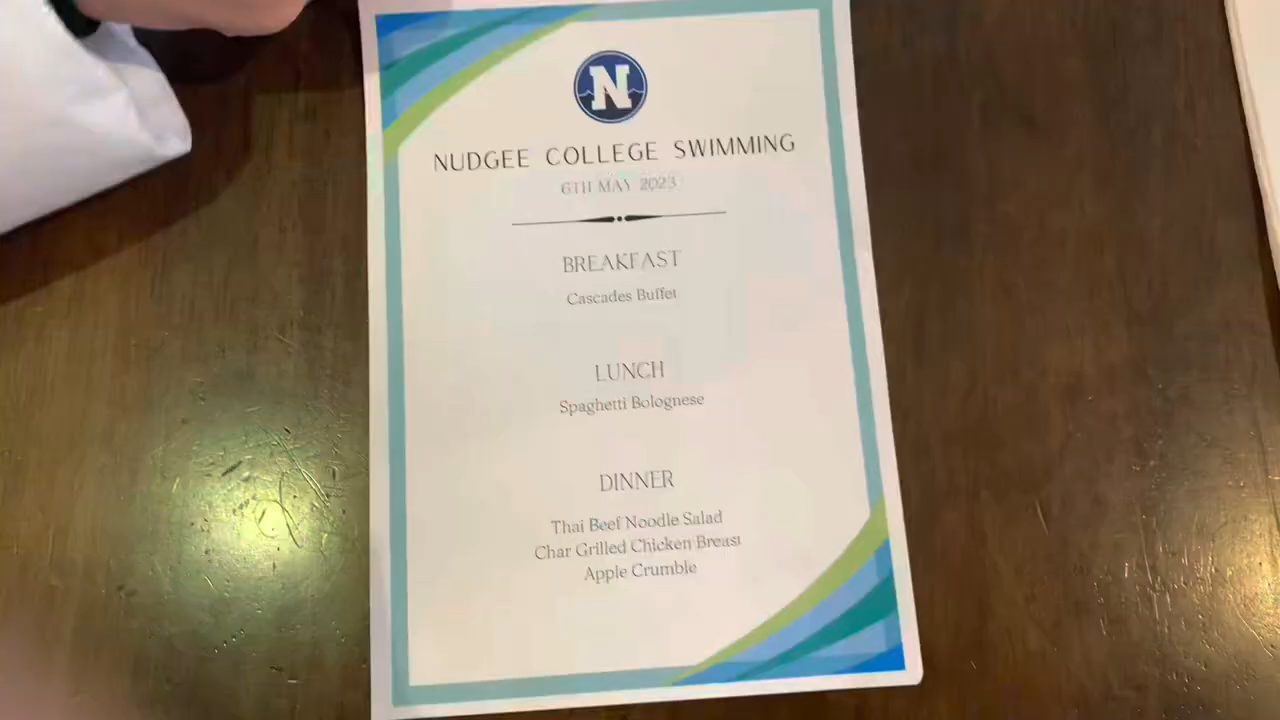 N
NUDGEE COLLEGE SWIMMING
6TH MAY 2023
BREAKFAST
Cascades Buffet
LUNCH
Spaghetti Bolognese
DINNER
Thai Beef Noodle Salad
Char Grilled Chicken Breast
Apple Crumble